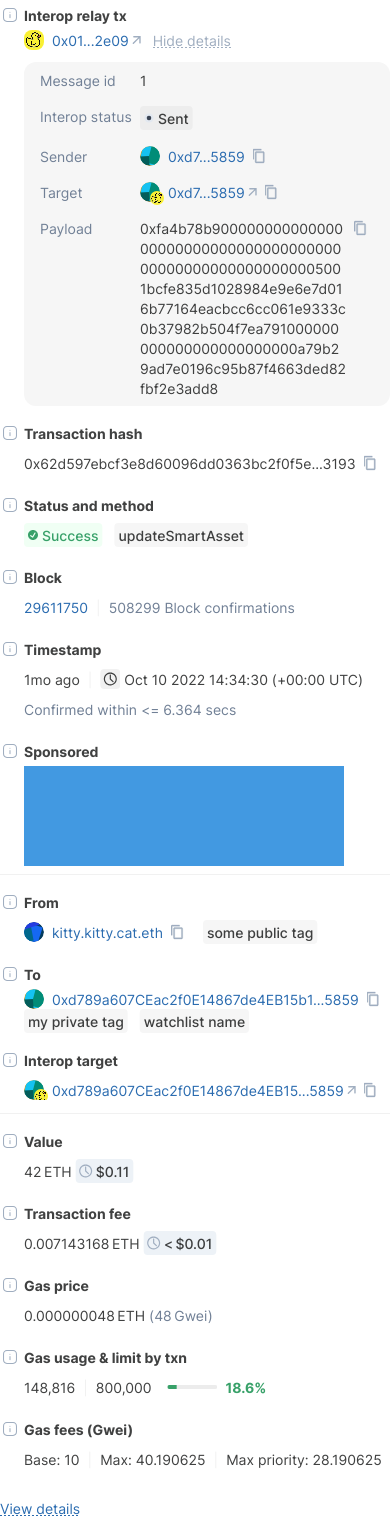 Interop relay tx
0x01...2e09 Hide details
Message id 1
Interop status Sent
Sender 0xd7...5859
Target 0xd7...5859
Payload 0xfa4b78b900000000000000
00000000000000000000000
00000000000000000000500
1bcfe835d1028984e9e6e7d01
6b77164eacbcc6cc061e9333c
0b37982b504f7ea791000000
000000000000000000a79b2
9ad7e0196c95b87f4663ded82
fbf2e3add8
Transaction hash
0x62d597ebcf3e8d60096dd0363bc2f0f5e...3193
Status and method
Success updateSmartAsset
Block
29611750 508299 Block confirmations
Timestamp
1mo ago Oct 10 2022 14:34:30 (+00:00 UTC)
Confirmed within <= 6.364 secs
Sponsored
From
kitty.kitty.cat.eth some public tag
To
0xd789a607CEac2f0E14867de4EB15b1...5859
my private tag watchlist name
Interop target
0xd789a607CEac2f0E14867de4EB15...5859
Value
42 ETH $0.11
Transaction fee
0.007143168 ETH < $0.01
Gas price
0.000000048 ETH (48 Gwei)
Gas usage & limit by txn
148,816 800,000 18.6%
Gas fees (Gwei)
Base: 10 Max: 40.190625 Max priority: 28.190625
View details